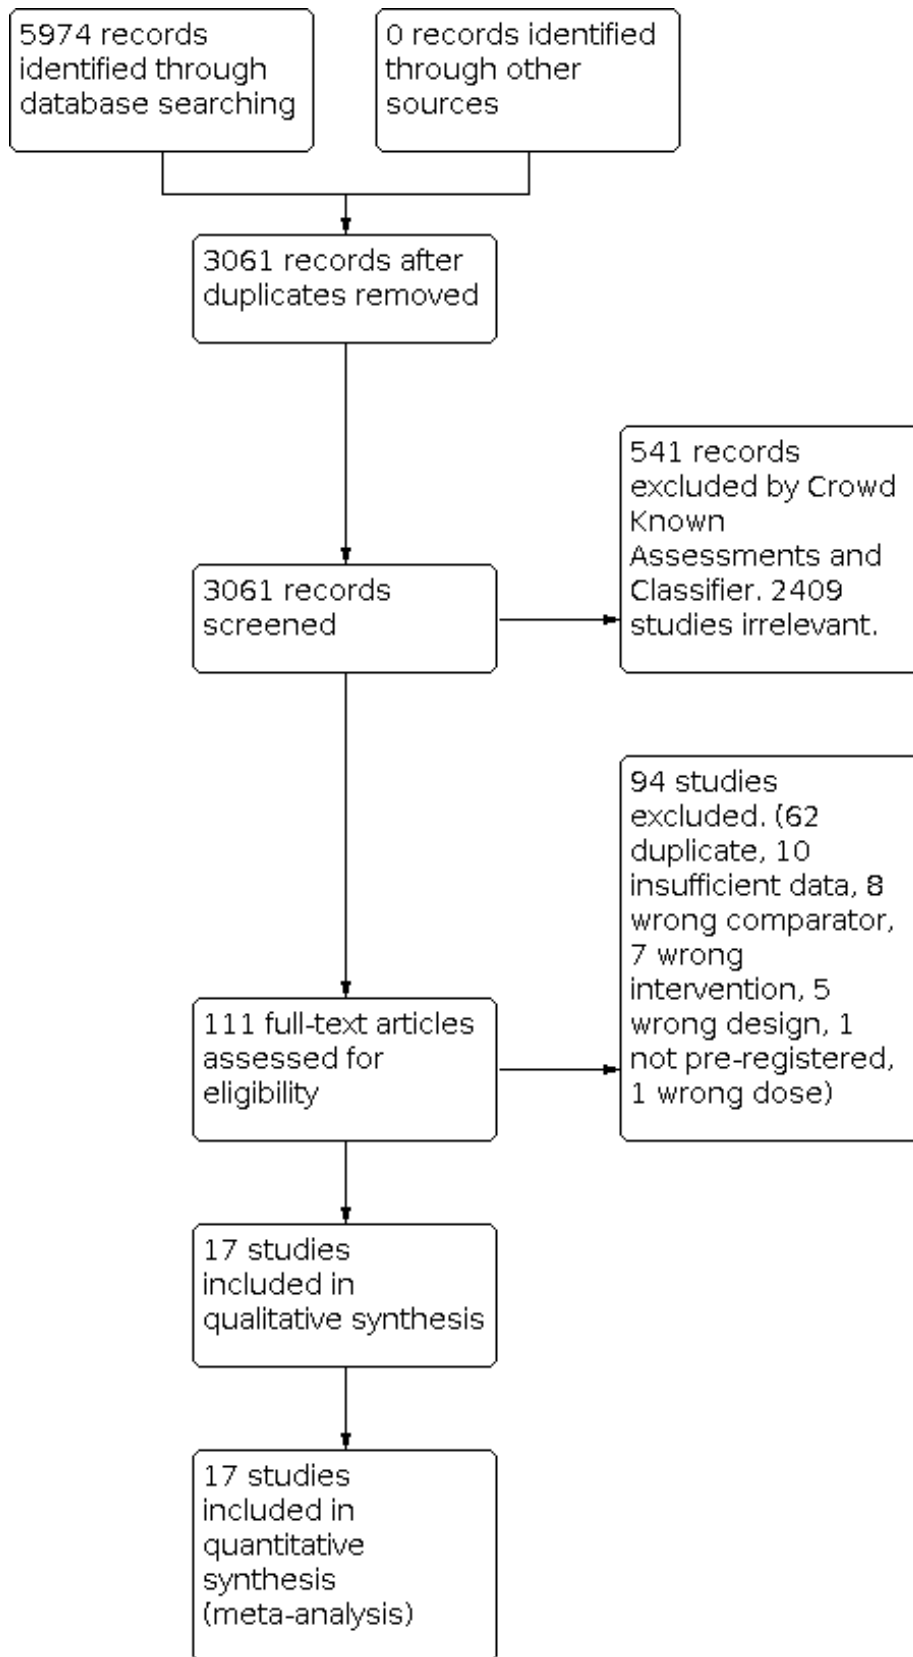 5974 records
identified through
database searching
0 records identified
through other
sources
3061 records after
duplicates removed
541 records
excluded by Crowd
Known
Assessments and
Classifier. 2409
studies irrelevant.
3061 records
screened
94 studies
excluded. (62
duplicate, 10
insufficient data, 8
wrong comparator,
7 wrong
intervention, 5
wrong design, 1
not pre-registered,
1 wrong dose)
111 full-text articles
assessed for
eligibility
17 studies
included in
qualitative synthesis
17 studies
included in
quantitative
synthesis
(meta-analysis)